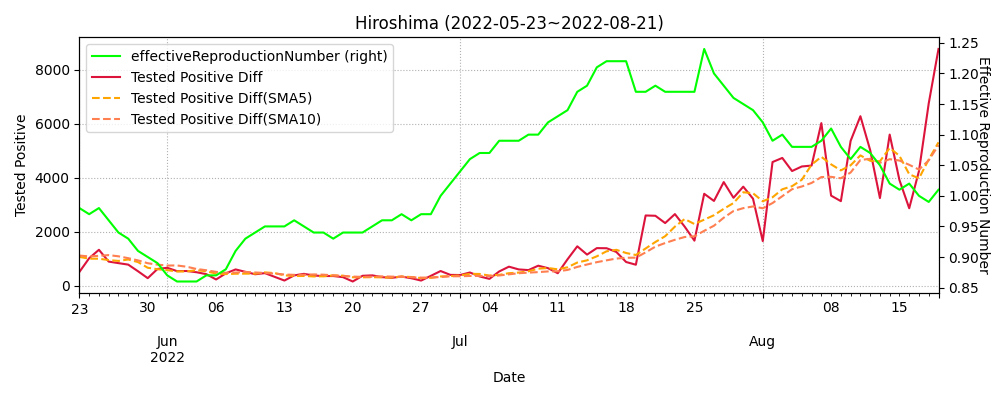 Hiroshima (2022-05-23~2022-08-21)
effectiveReproductionNumber (right)
Tested Positive Diff
Tested Positive Diff(SMA5)
Tested Positive Diff(SMA10)
Tested Positive
8000
6000
4000
2000
0
1.25
1.20
1.15
1.10
1.05
1.00
0.95
0.90
0.85
Effective Reproduction Number
23 30 06 13 20 27 04 11 18 25 08 15
Jun Jul Aug
2022
Date